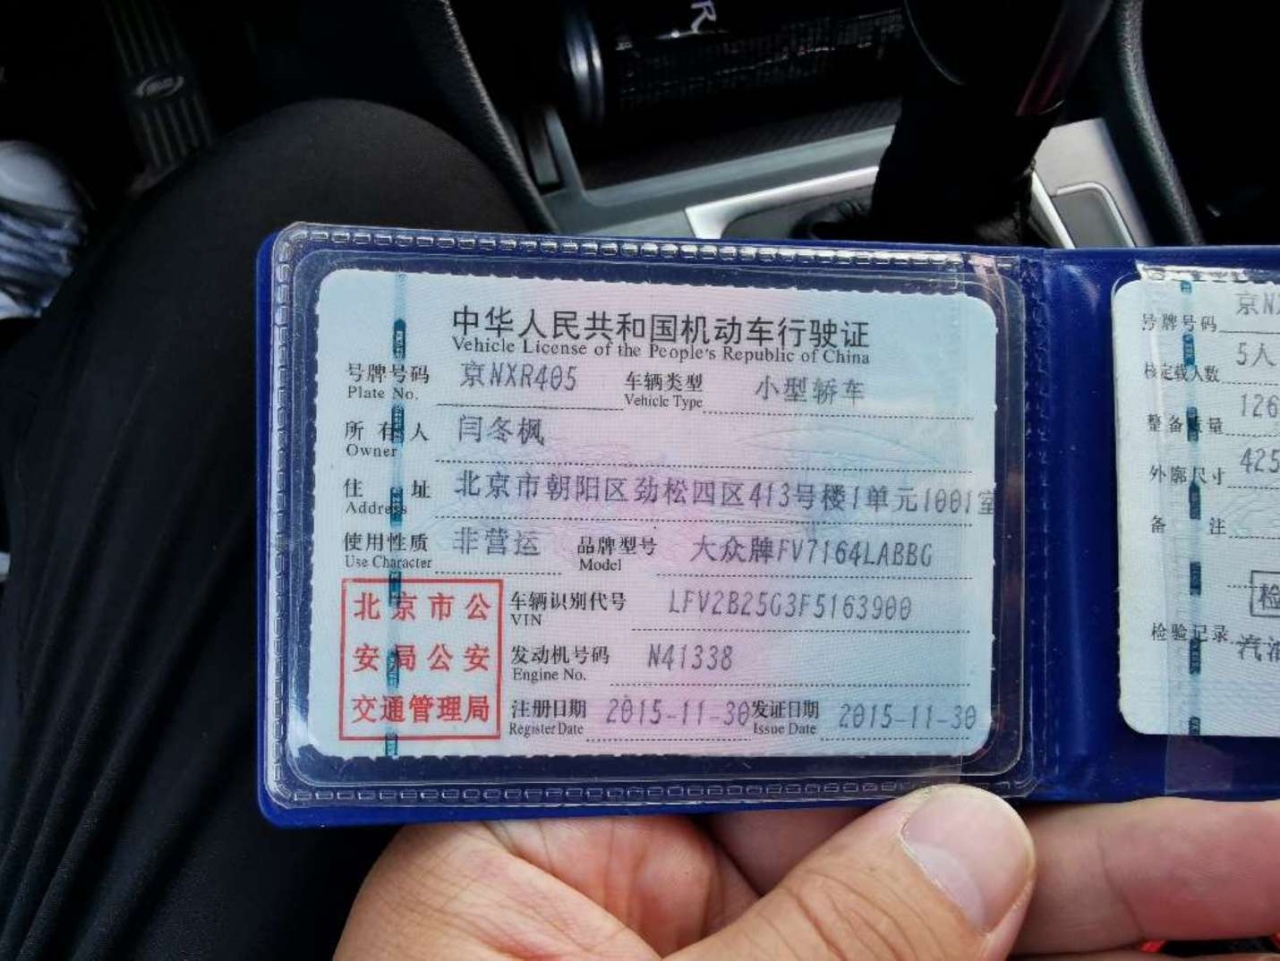 中华人民共和国机动车行驶证
Vehicle License of the People's Republic of China
号牌号码 京NXR405 车辆类型 小型轿车
Plate No. Vehicle Type
所有人 闫冬枫
Owner
住址 北京市朝阳区劲松四区413号楼1单元1001室
Address
使用性质 非营运 品牌型号 大众牌FV7164LABBG
Use Character Model
北京市公安局公安交通管理局
车辆识别代号 LFV2B25G3F5163900
VIN
发动机号码 N41338
Engine No.
注册日期 2015-11-30 发证日期 2015-11-30
Register Date Issue Date
号牌号码 京N
核定载人数 5人
整备质量 126
外廓尺寸 425
备注
检
检验记录 汽油
R